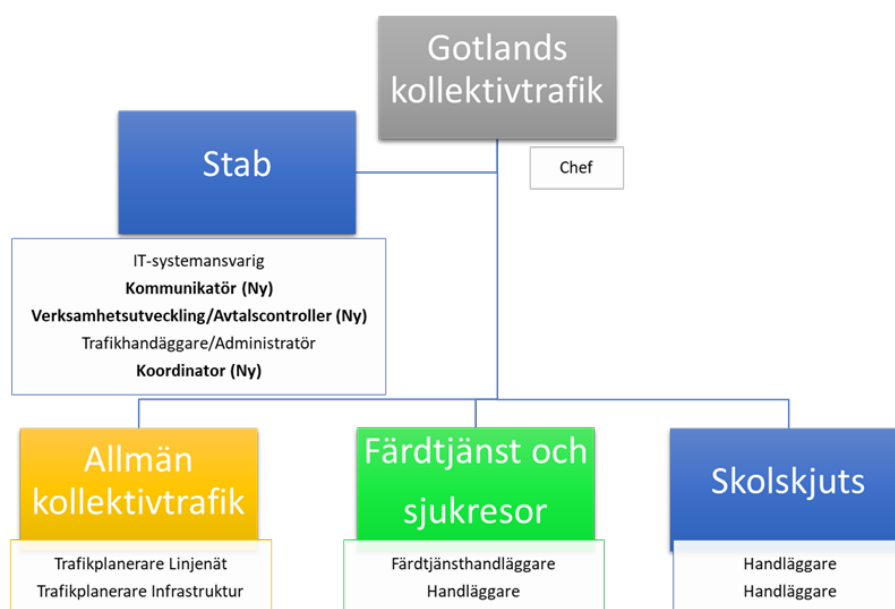 Gotlands
kollektivtrafik
Chef
Stab
IT-systemansvarig
Kommunikatör (Ny)
Verksamhetsutveckling/Avtalscontroller (Ny)
Trafikhandäggare/Administratör
Koordinator (Ny)
Allmän
kollektivtrafik
Trafikplanerare Linjenät
Trafikplanerare Infrastruktur
Färdtjänst och
sjukresor
Färdtjänsthandläggare
Handläggare
Skolskjuts
Handläggare
Handläggare